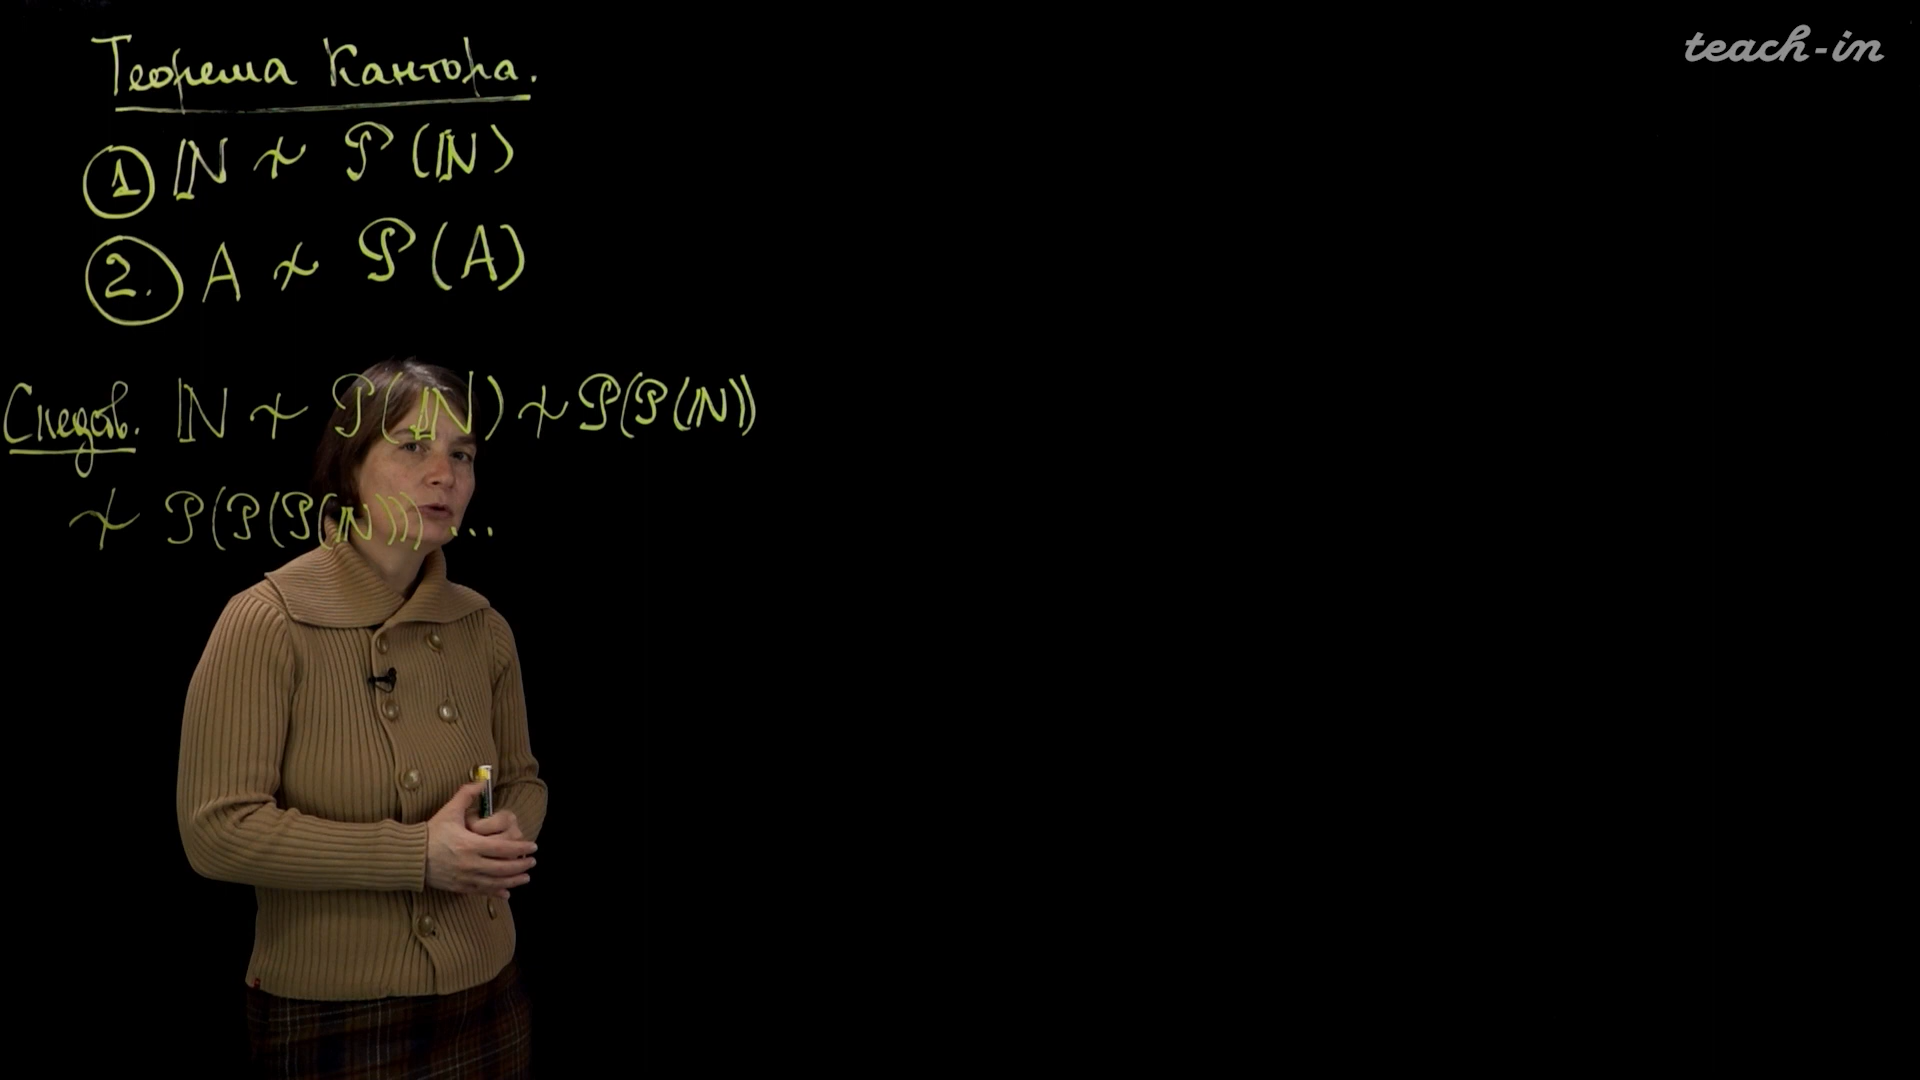 teach-in
Теорема Кантора.
① ℕ ≁ 𝒫(ℕ)
②. A ≁ 𝒫(A)
Следств. ℕ ≁ 𝒫(ℕ) ≁ 𝒫(𝒫(ℕ))
≁ 𝒫(𝒫(𝒫(ℕ))) ...